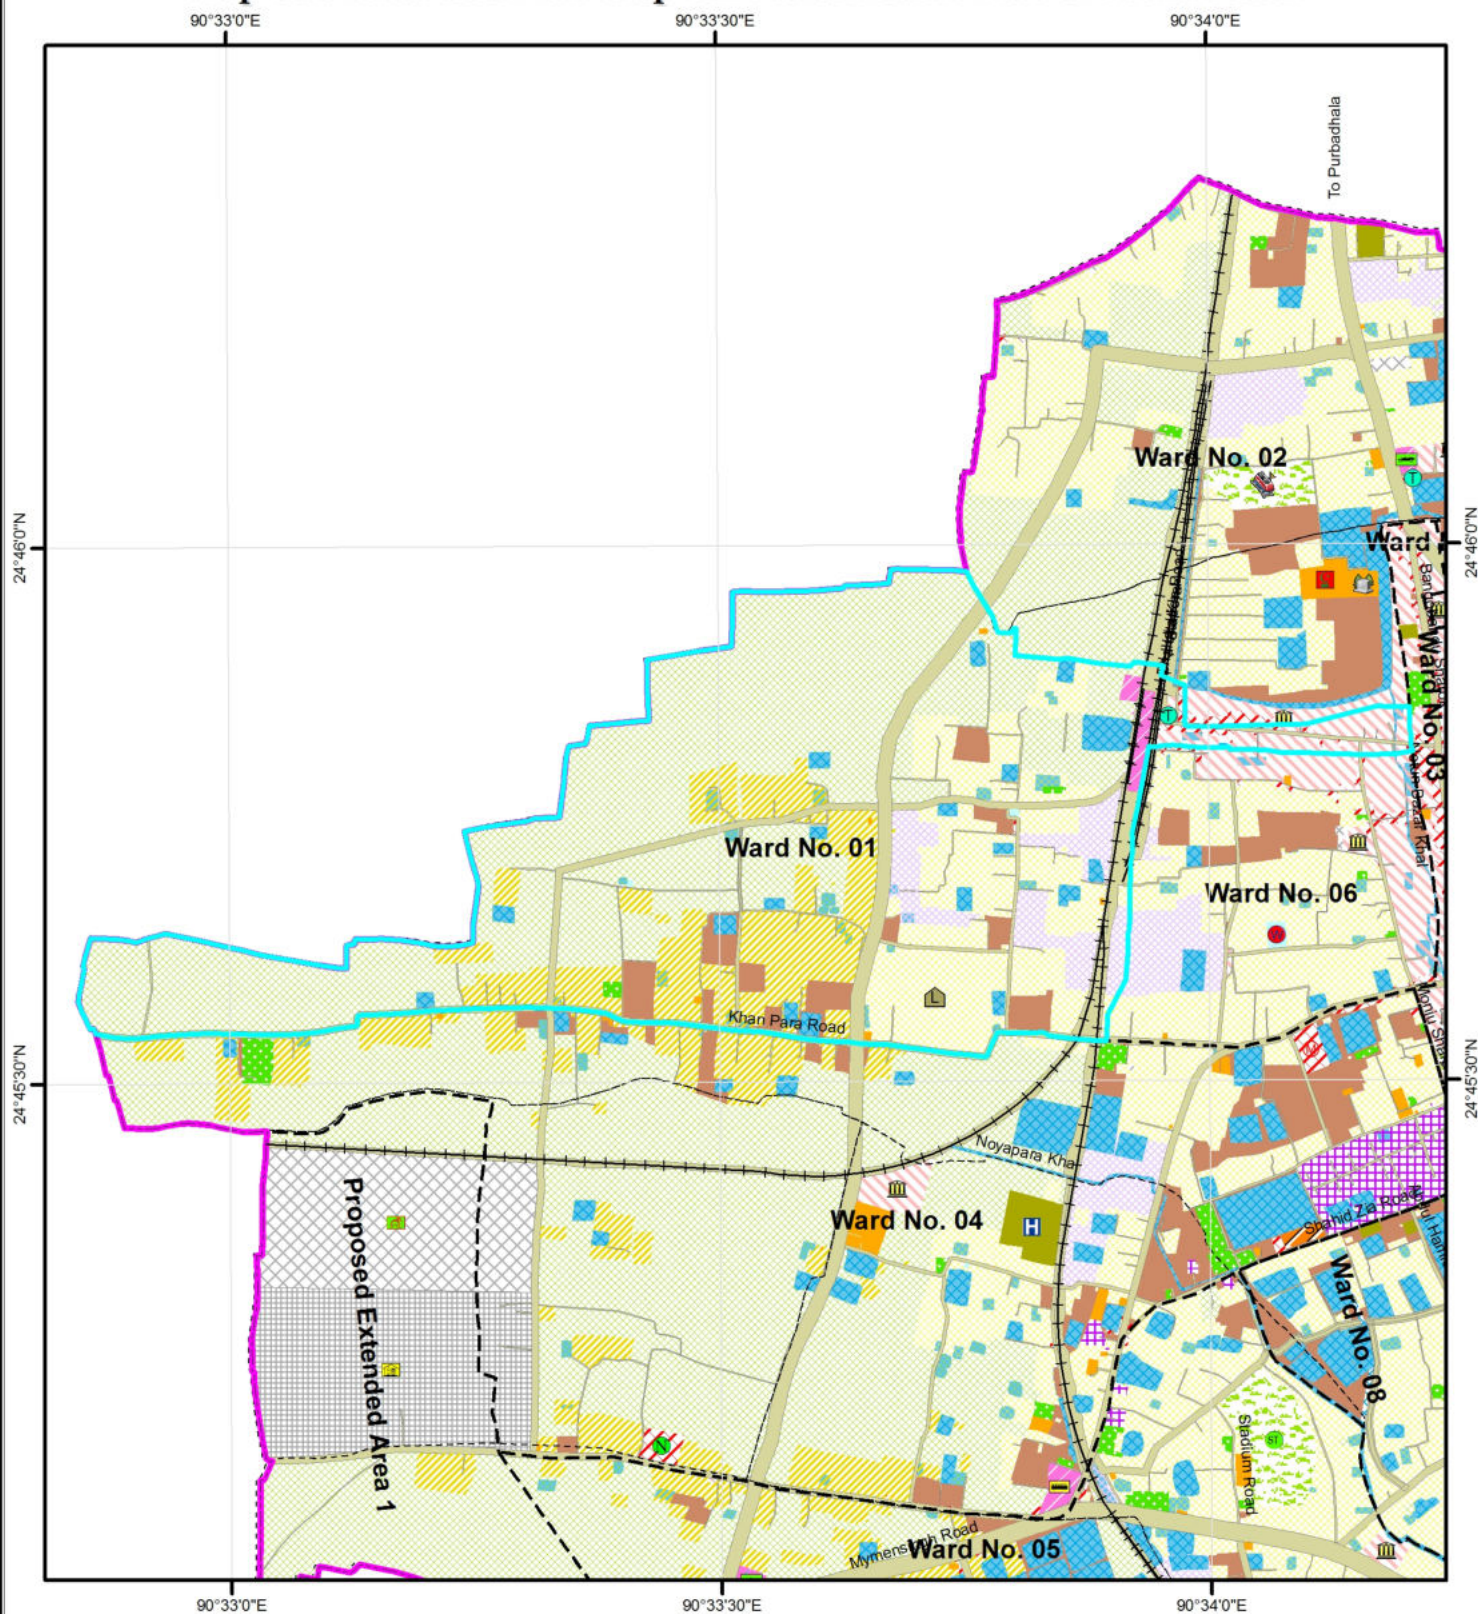 90°33'0"E
90°33'30"E
90°34'0"E
To Purbadhala
Ward No. 02
24°46'0"N
24°46'0"N
Ward
Ward No. 03
T
T
Ward No. 01
Ward No. 06
L
Khan Para Road
24°45'30"N
24°45'30"N
Noyapara Kha
H
Ward No. 04
Shahid Zia Road
Proposed Extended Area 1
Ward No. 08
N
ST
Stadium Road
Mymensingh Road
Ward No. 05
90°33'0"E
90°33'30"E
90°34'0"E